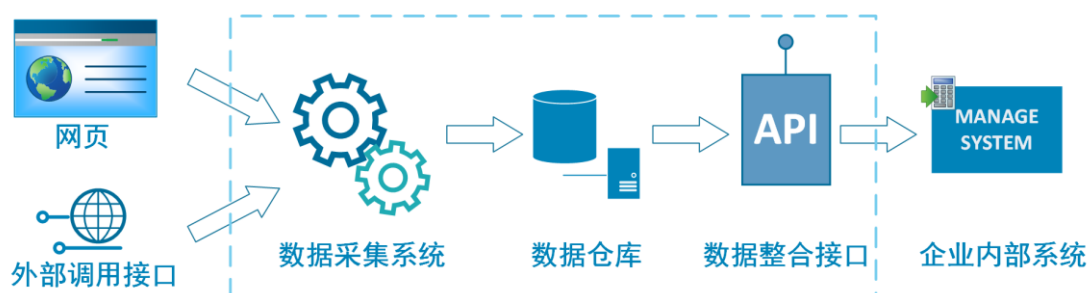 网页
外部调用接口
数据采集系统
数据仓库
API
数据整合接口
MANAGE
SYSTEM
企业内部系统